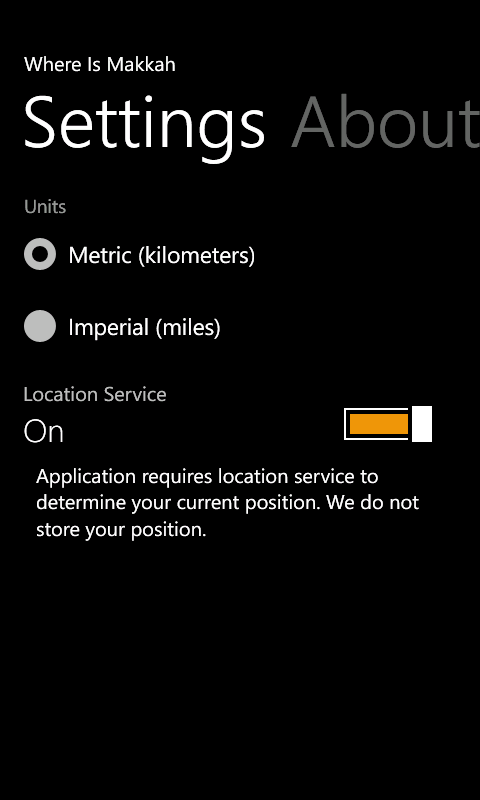 Where Is Makkah
Settings About
Units
Metric (kilometers)
Imperial (miles)
Location Service
On
Application requires location service to
determine your current position. We do not
store your position.